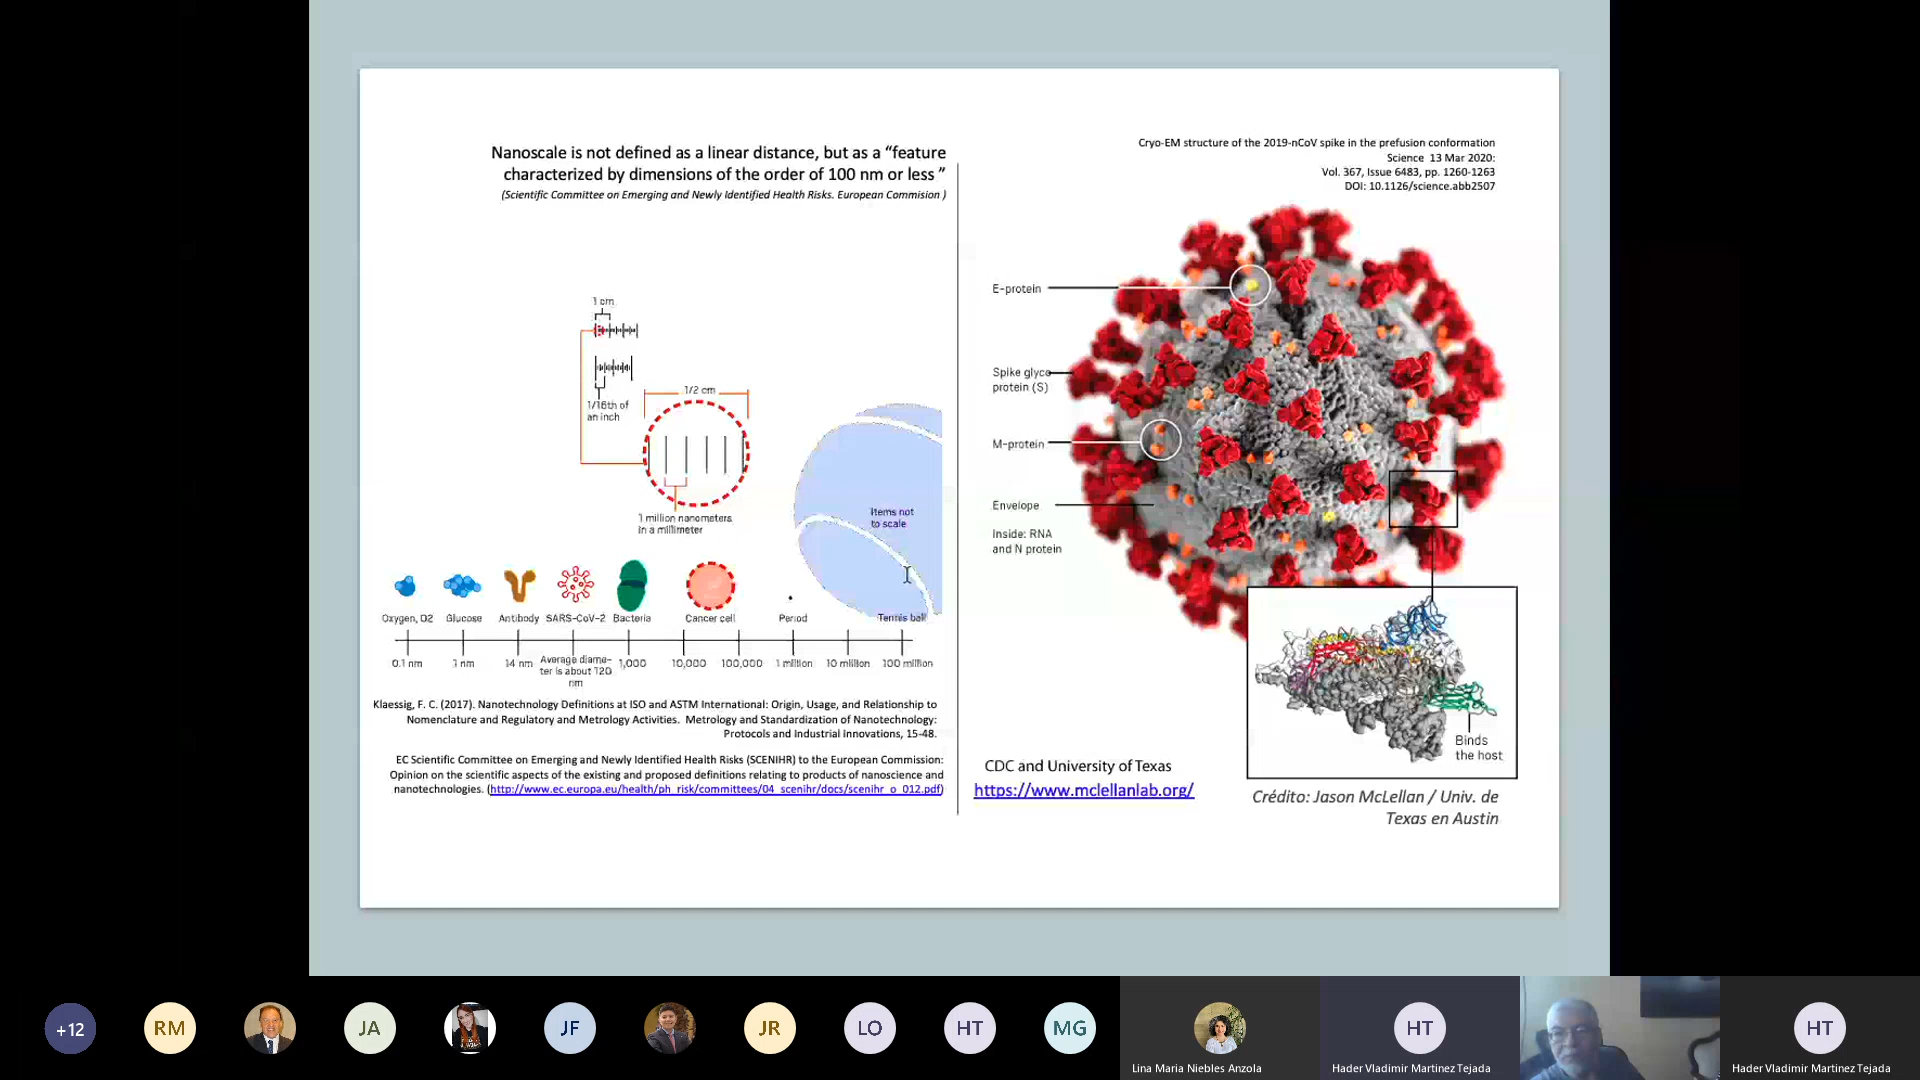 Nanoscale is not defined as a linear distance, but as a “feature
characterized by dimensions of the order of 100 nm or less ”
(Scientific Committee on Emerging and Newly Identified Health Risks. European Commision )
1 cm
1/16th of
an inch
1/2 cm
1 million nanometers
in a millimeter
Items not
to scale
Oxygen, O2
Glucose
Antibody
SARS-CoV-2
Bacteria
Cancer cell
Period
Tennis ball
0.1 nm
1 nm
14 nm
Average diame-
ter is about 120
nm
1,000
10,000
100,000
1 million
10 million
100 million
Klaessig, F. C. (2017). Nanotechnology Definitions at ISO and ASTM International: Origin, Usage, and Relationship to
Nomenclature and Regulatory and Metrology Activities. Metrology and Standardization of Nanotechnology:
Protocols and Industrial Innovations, 15-48.
EC Scientific Committee on Emerging and Newly Identified Health Risks (SCENIHR) to the European Commission:
Opinion on the scientific aspects of the existing and proposed definitions relating to products of nanoscience and
nanotechnologies. (http://www.ec.europa.eu/health/ph_risk/committees/04_scenihr/docs/scenihr_o_012.pdf)
Cryo-EM structure of the 2019-nCoV spike in the prefusion conformation
Science 13 Mar 2020:
Vol. 367, Issue 6483, pp. 1260-1263
DOI: 10.1126/science.abb2507
E-protein
Spike glyco
protein (S)
M-protein
Envelope
Inside: RNA
and N protein
Binds
the host
CDC and University of Texas
https://www.mclellanlab.org/
Crédito: Jason McLellan / Univ. de
Texas en Austin
+12
RM
JA
JF
JR
LO
HT
MG
Lina Maria Niebles Anzola
HT
Hader Vladimir Martinez Tejada
HT
Hader Vladimir Martinez Tejada